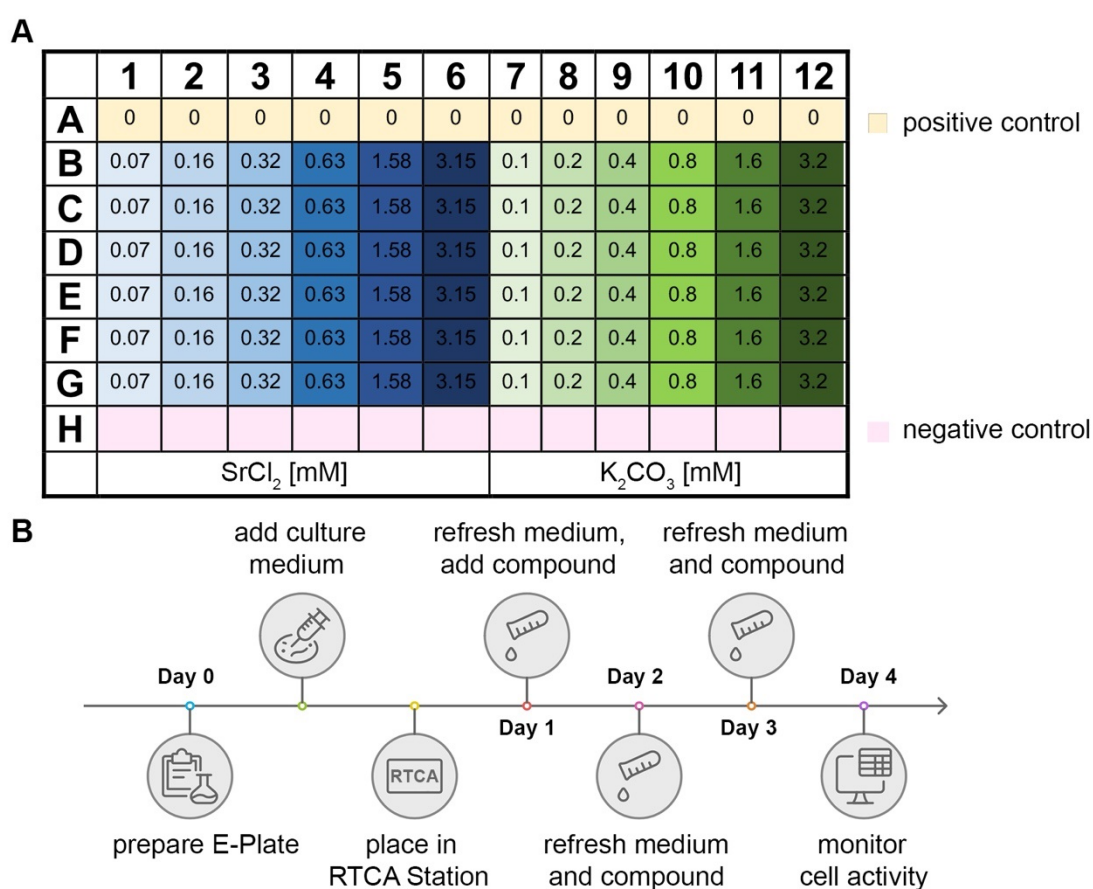 A
1 2 3 4 5 6 7 8 9 10 11 12
A 0 0 0 0 0 0 0 0 0 0 0 0
positive control
B 0.07 0.16 0.32 0.63 1.58 3.15 0.1 0.2 0.4 0.8 1.6 3.2
C 0.07 0.16 0.32 0.63 1.58 3.15 0.1 0.2 0.4 0.8 1.6 3.2
D 0.07 0.16 0.32 0.63 1.58 3.15 0.1 0.2 0.4 0.8 1.6 3.2
E 0.07 0.16 0.32 0.63 1.58 3.15 0.1 0.2 0.4 0.8 1.6 3.2
F 0.07 0.16 0.32 0.63 1.58 3.15 0.1 0.2 0.4 0.8 1.6 3.2
G 0.07 0.16 0.32 0.63 1.58 3.15 0.1 0.2 0.4 0.8 1.6 3.2
H
negative control
SrCl₂ [mM] K₂CO₃ [mM]
B
add culture
medium
refresh medium,
add compound
refresh medium
and compound
Day 0
Day 2
Day 4
Day 1
Day 3
RTCA
prepare E-Plate
place in
RTCA Station
refresh medium
and compound
monitor
cell activity